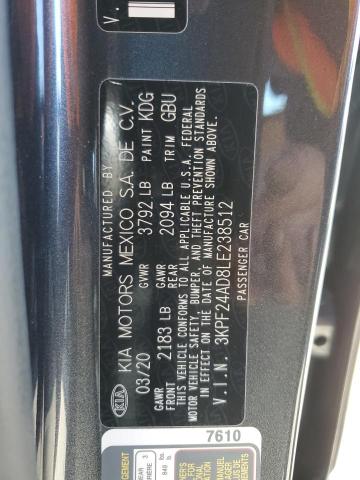 MANUFACTURED BY
KIA MOTORS MEXICO S.A. DE C.V.
03/20 GVWR 3792 LB PAINT KDG
GAWR FRONT 2183 LB GAWR REAR 2094 LB TRIM GBU
THIS VEHICLE CONFORMS TO ALL APPLICABLE U.S.A. FEDERAL
MOTOR VEHICLE SAFETY, BUMPER, AND THEFT PREVENTION STANDARDS
IN EFFECT ON THE DATE OF MANUFACTURE SHOWN ABOVE.
V.I.N. 3KPF24AD8LE238512
PASSENGER CAR
KIA
7610
V.